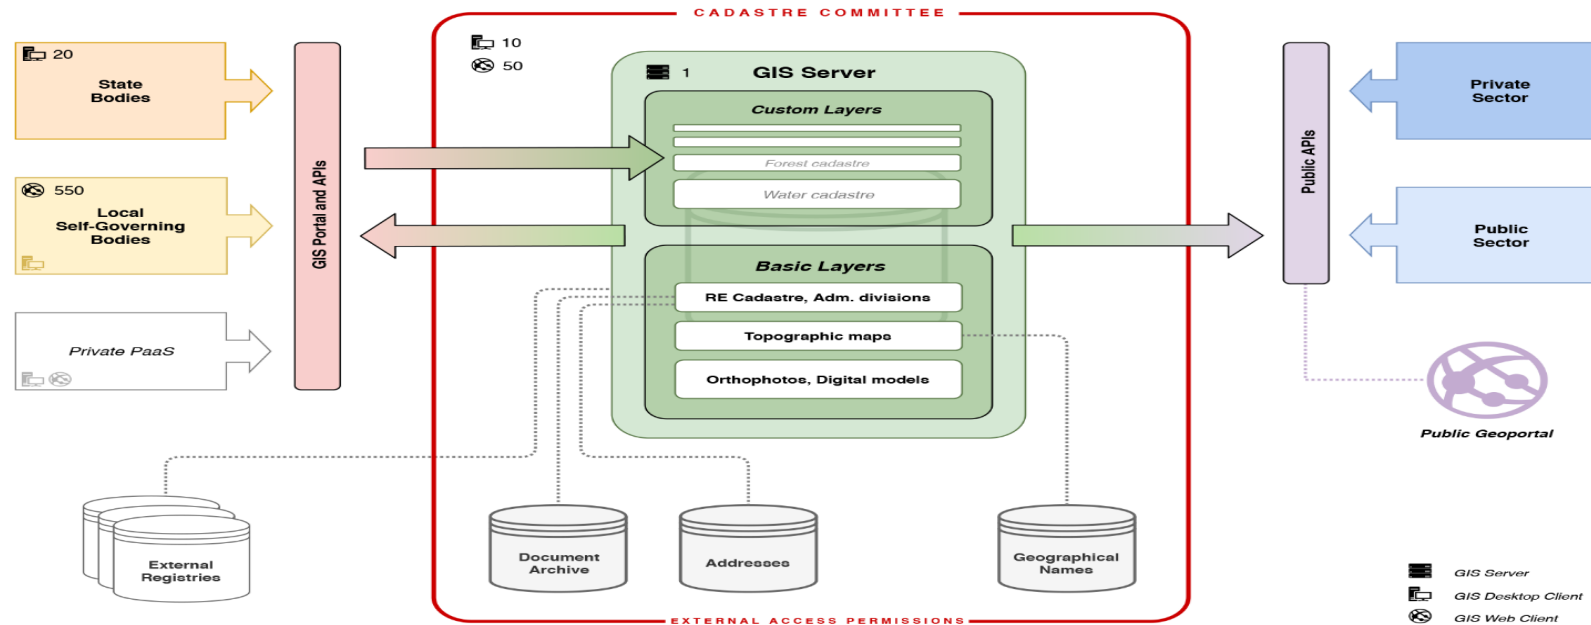 CADASTRE COMMITTEE
20
State
Bodies
550
Local
Self-Governing
Bodies
Private PaaS
GIS Portal and APIs
10
50
1
GIS Server
Custom Layers
Forest cadastre
Water cadastre
Basic Layers
RE Cadastre, Adm. divisions
Topographic maps
Orthophotos, Digital models
Public APIs
Private
Sector
Public
Sector
Public Geoportal
External
Registries
Document
Archive
Addresses
Geographical
Names
GIS Server
GIS Desktop Client
GIS Web Client
EXTERNAL ACCESS PERMISSIONS